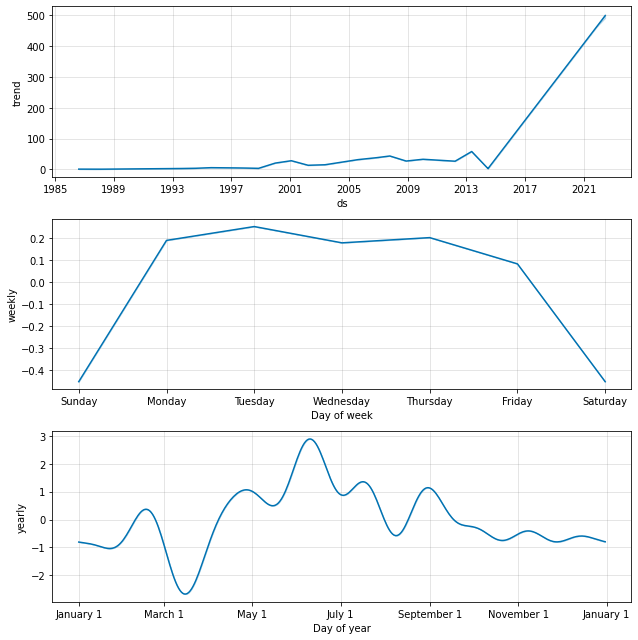 500
400
300
200
100
0
trend
1985 1989 1993 1997 2001 2005 2009 2013 2017 2021
ds
0.2
0.1
0.0
−0.1
−0.2
−0.3
−0.4
weekly
Sunday Monday Tuesday Wednesday Thursday Friday Saturday
Day of week
3
2
1
0
−1
−2
yearly
January 1 March 1 May 1 July 1 September 1 November 1 January 1
Day of year